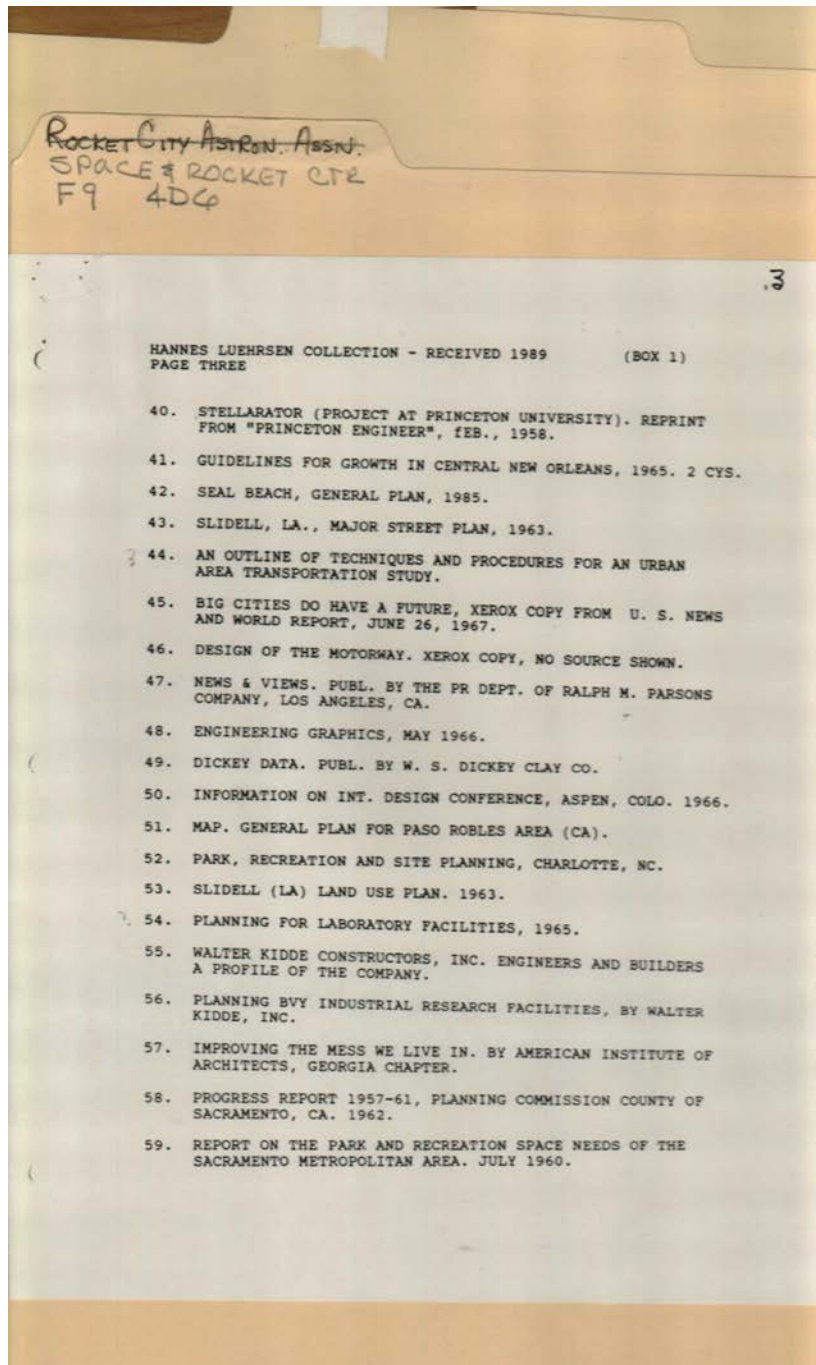 ROCKET CITY ASTRON. ASSN.
SPACE & ROCKET CTR
F9 4D6
.3
HANNES LUEHRSEN COLLECTION - RECEIVED 1989 (BOX 1)
PAGE THREE
40. STELLARATOR (PROJECT AT PRINCETON UNIVERSITY). REPRINT
FROM "PRINCETON ENGINEER", fEB., 1958.
41. GUIDELINES FOR GROWTH IN CENTRAL NEW ORLEANS, 1965. 2 CYS.
42. SEAL BEACH, GENERAL PLAN, 1985.
43. SLIDELL, LA., MAJOR STREET PLAN, 1963.
? 44. AN OUTLINE OF TECHNIQUES AND PROCEDURES FOR AN URBAN
AREA TRANSPORTATION STUDY.
45. BIG CITIES DO HAVE A FUTURE, XEROX COPY FROM U. S. NEWS
AND WORLD REPORT, JUNE 26, 1967.
46. DESIGN OF THE MOTORWAY. XEROX COPY, NO SOURCE SHOWN.
47. NEWS & VIEWS. PUBL. BY THE PR DEPT. OF RALPH M. PARSONS
COMPANY, LOS ANGELES, CA.
48. ENGINEERING GRAPHICS, MAY 1966.
49. DICKEY DATA. PUBL. BY W. S. DICKEY CLAY CO.
50. INFORMATION ON INT. DESIGN CONFERENCE, ASPEN, COLO. 1966.
51. MAP. GENERAL PLAN FOR PASO ROBLES AREA (CA).
52. PARK, RECREATION AND SITE PLANNING, CHARLOTTE, NC.
53. SLIDELL (LA) LAND USE PLAN. 1963.
? 54. PLANNING FOR LABORATORY FACILITIES, 1965.
55. WALTER KIDDE CONSTRUCTORS, INC. ENGINEERS AND BUILDERS
A PROFILE OF THE COMPANY.
56. PLANNING BVY INDUSTRIAL RESEARCH FACILITIES, BY WALTER
KIDDE, INC.
57. IMPROVING THE MESS WE LIVE IN. BY AMERICAN INSTITUTE OF
ARCHITECTS, GEORGIA CHAPTER.
58. PROGRESS REPORT 1957-61, PLANNING COMMISSION COUNTY OF
SACRAMENTO, CA. 1962.
59. REPORT ON THE PARK AND RECREATION SPACE NEEDS OF THE
SACRAMENTO METROPOLITAN AREA. JULY 1960.